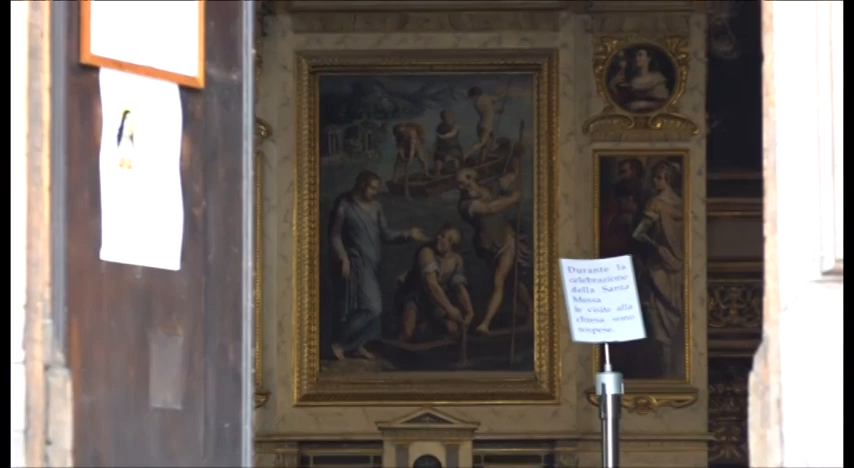 Durante la
celebrazione
della Santa
Messa
le visite alla
chiesa sono
sospese.